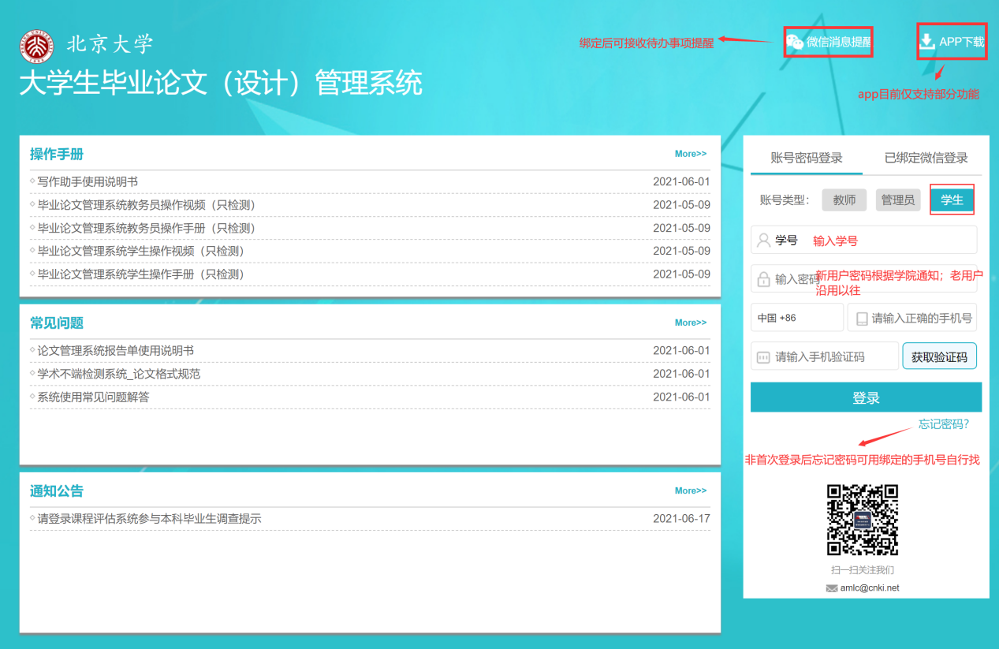 北京大学
大学生毕业论文（设计）管理系统
绑定后可接收待办事项提醒
微信消息提醒
APP下载
app目前仅支持部分功能
操作手册 More>>
写作助手使用说明书 2021-06-01
毕业论文管理系统教务员操作视频（只检测） 2021-05-09
毕业论文管理系统教务员操作手册（只检测） 2021-05-09
毕业论文管理系统学生操作视频（只检测） 2021-05-09
毕业论文管理系统学生操作手册（只检测） 2021-05-09
常见问题 More>>
论文管理系统报告单使用说明书 2021-06-01
学术不端检测系统_论文格式规范 2021-06-01
系统使用常见问题解答 2021-06-01
通知公告 More>>
请登录课程评估系统参与本科毕业生调查提示 2021-06-17
账号密码登录 已绑定微信登录
账号类型： 教师 管理员 学生
学号 输入学号
输入密码
新用户密码根据学院通知；老用户
沿用以往
中国 +86 请输入正确的手机号
请输入手机验证码 获取验证码
登录
忘记密码?
非首次登录后忘记密码可用绑定的手机号自行找
扫一扫关注我们
amlc@cnki.net